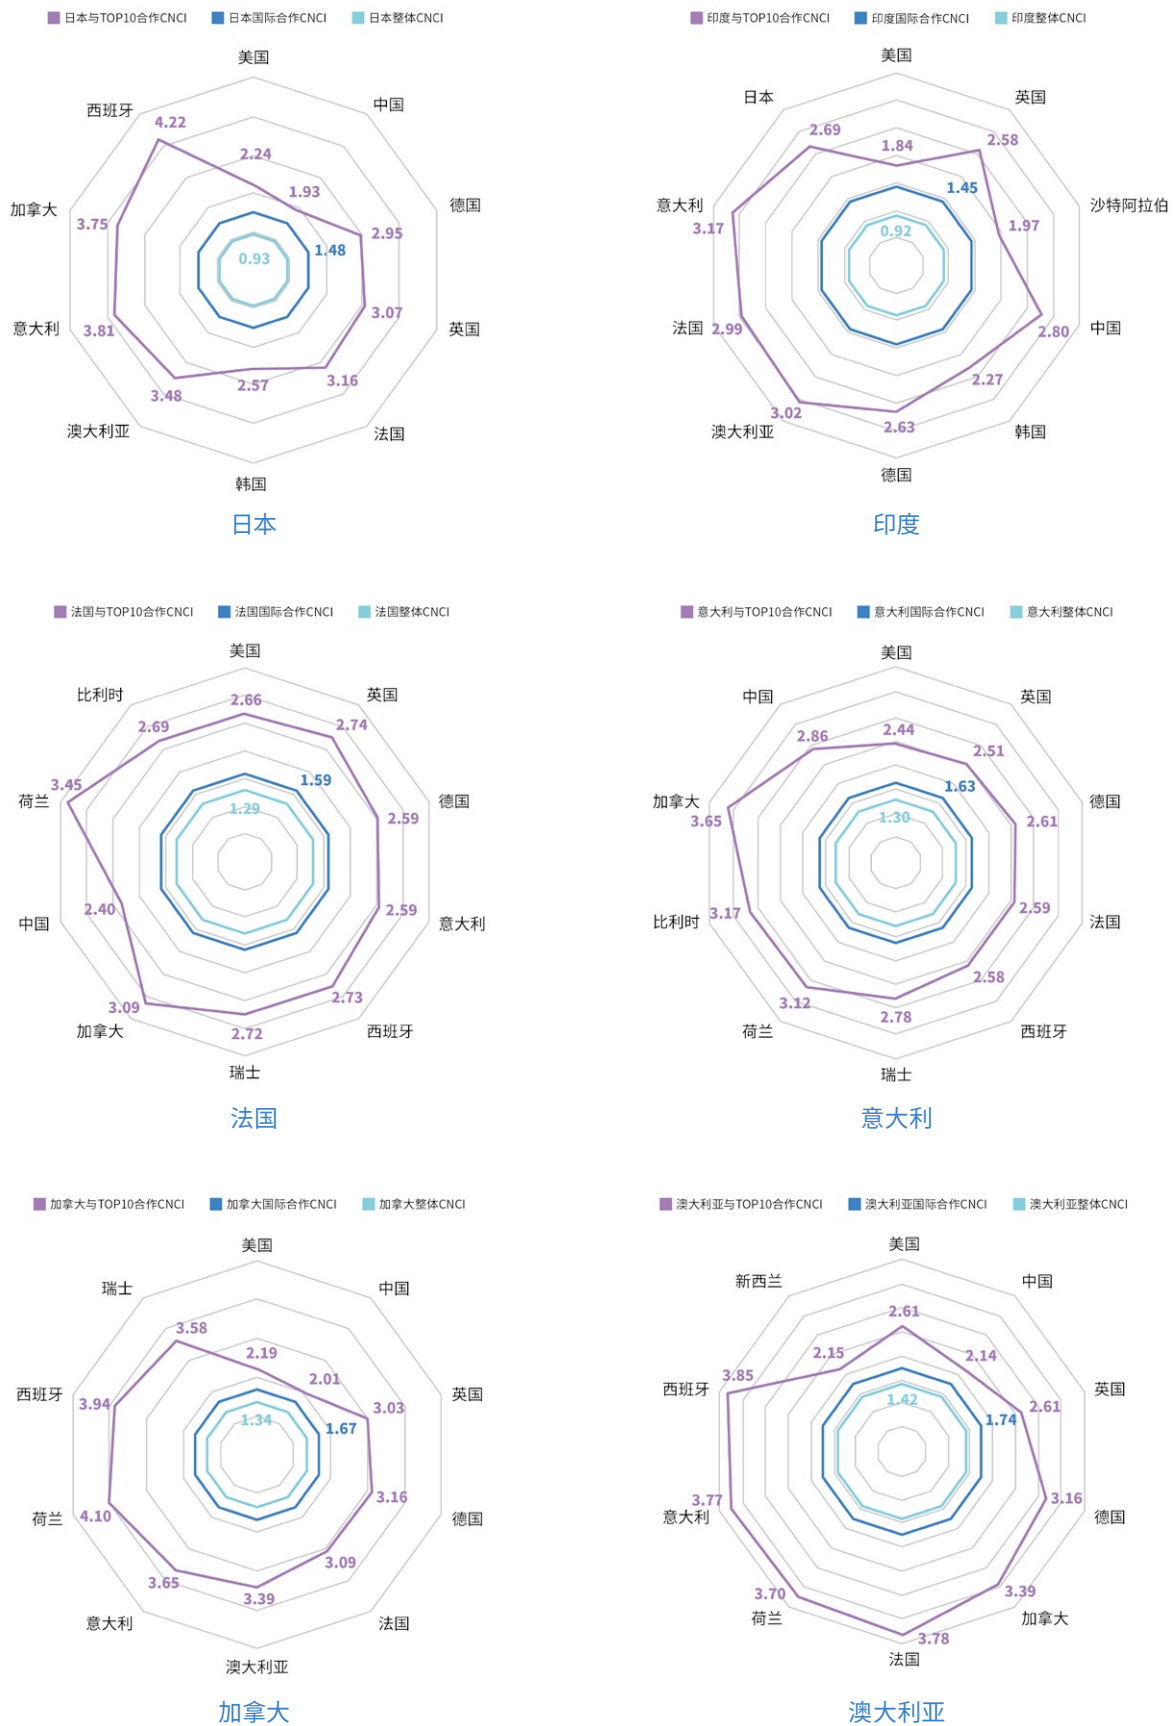 日本与TOP10合作CNCI 日本国际合作CNCI 日本整体CNCI
美国
中国
德国
英国
法国
韩国
澳大利亚
意大利
加拿大
西班牙
2.24
1.93
2.95
3.07
3.16
2.57
3.48
3.81
3.75
4.22
1.48
0.93
日本
印度与TOP10合作CNCI 印度国际合作CNCI 印度整体CNCI
美国
英国
沙特阿拉伯
中国
韩国
德国
澳大利亚
法国
意大利
日本
1.84
2.58
1.97
2.80
2.27
2.63
3.02
2.99
3.17
2.69
1.45
0.92
印度
法国与TOP10合作CNCI 法国国际合作CNCI 法国整体CNCI
美国
英国
德国
意大利
西班牙
瑞士
加拿大
中国
荷兰
比利时
2.66
2.74
2.59
2.59
2.73
2.72
3.09
2.40
3.45
2.69
1.59
1.29
法国
意大利与TOP10合作CNCI 意大利国际合作CNCI 意大利整体CNCI
美国
英国
德国
法国
西班牙
瑞士
荷兰
比利时
加拿大
中国
2.44
2.51
2.61
2.59
2.58
2.78
3.12
3.17
3.65
2.86
1.63
1.30
意大利
加拿大与TOP10合作CNCI 加拿大国际合作CNCI 加拿大整体CNCI
美国
中国
英国
德国
法国
澳大利亚
意大利
荷兰
西班牙
瑞士
2.19
2.01
3.03
3.16
3.09
3.39
3.65
4.10
3.94
3.58
1.67
1.34
加拿大
澳大利亚与TOP10合作CNCI 澳大利亚国际合作CNCI 澳大利亚整体CNCI
美国
中国
英国
德国
加拿大
法国
荷兰
意大利
西班牙
新西兰
2.61
2.14
2.61
3.16
3.39
3.78
3.70
3.77
3.85
2.15
1.74
1.42
澳大利亚